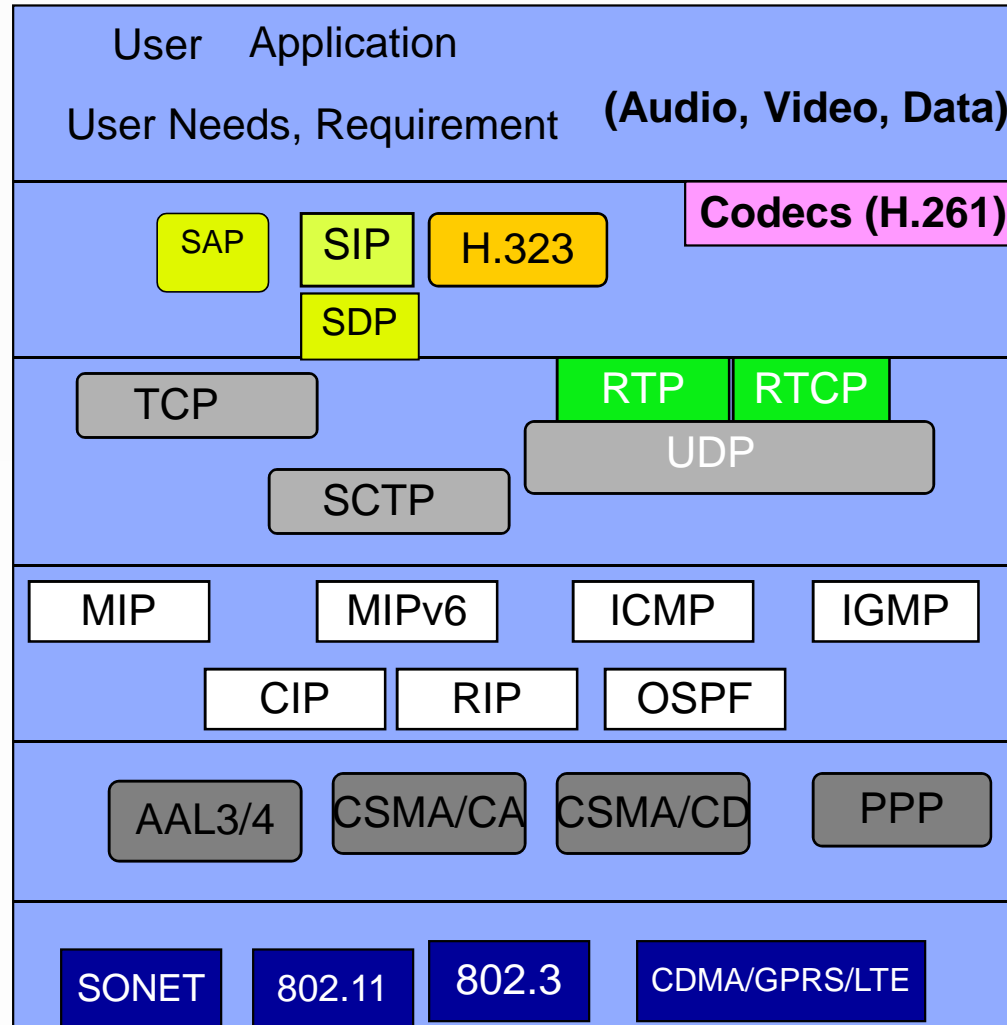 User Application
User Needs, Requirement (Audio, Video, Data)
Codecs (H.261)
SAP SIP H.323
SDP
TCP RTP RTCP
UDP
SCTP
MIP MIPv6 ICMP IGMP
CIP RIP OSPF
AAL3/4 CSMA/CA CSMA/CD PPP
SONET 802.11 802.3 CDMA/GPRS/LTE